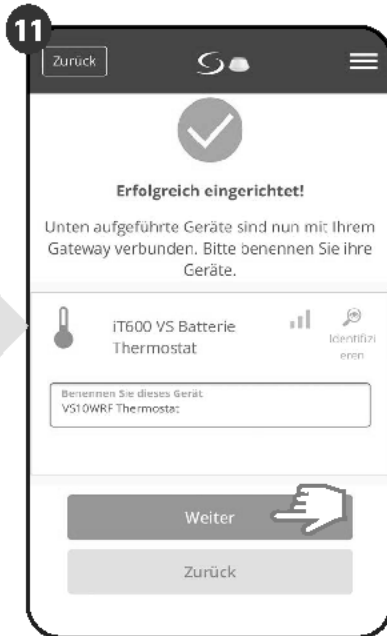 11
Zurück
Erfolgreich eingerichtet!
Unten aufgeführte Geräte sind nun mit Ihrem
Gateway verbunden. Bitte benennen Sie ihre
Geräte.
iT600 VS Batterie
Thermostat
Identifizi
eren
Benennen Sie dieses Gerät
VS10WRF Thermostat
Weiter
Zurück